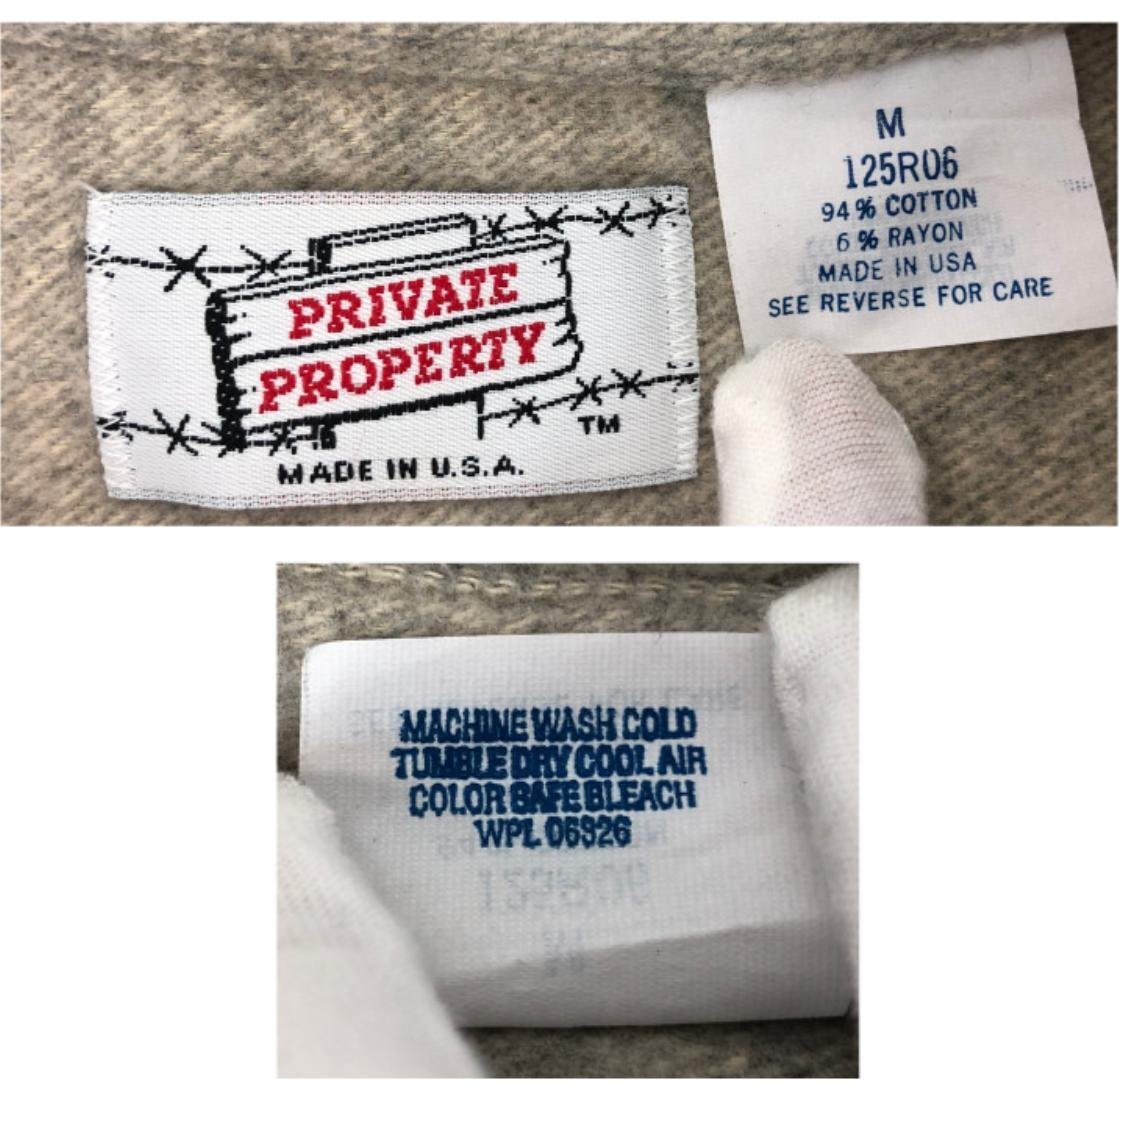 PRIVATE
PROPERTY
TM
MADE IN U.S.A.
M
125R06
94% COTTON
6% RAYON
MADE IN USA
SEE REVERSE FOR CARE
MACHINE WASH COLD
TUMBLE DRY COOL AIR
COLOR SAFE BLEACH
WPL 06326